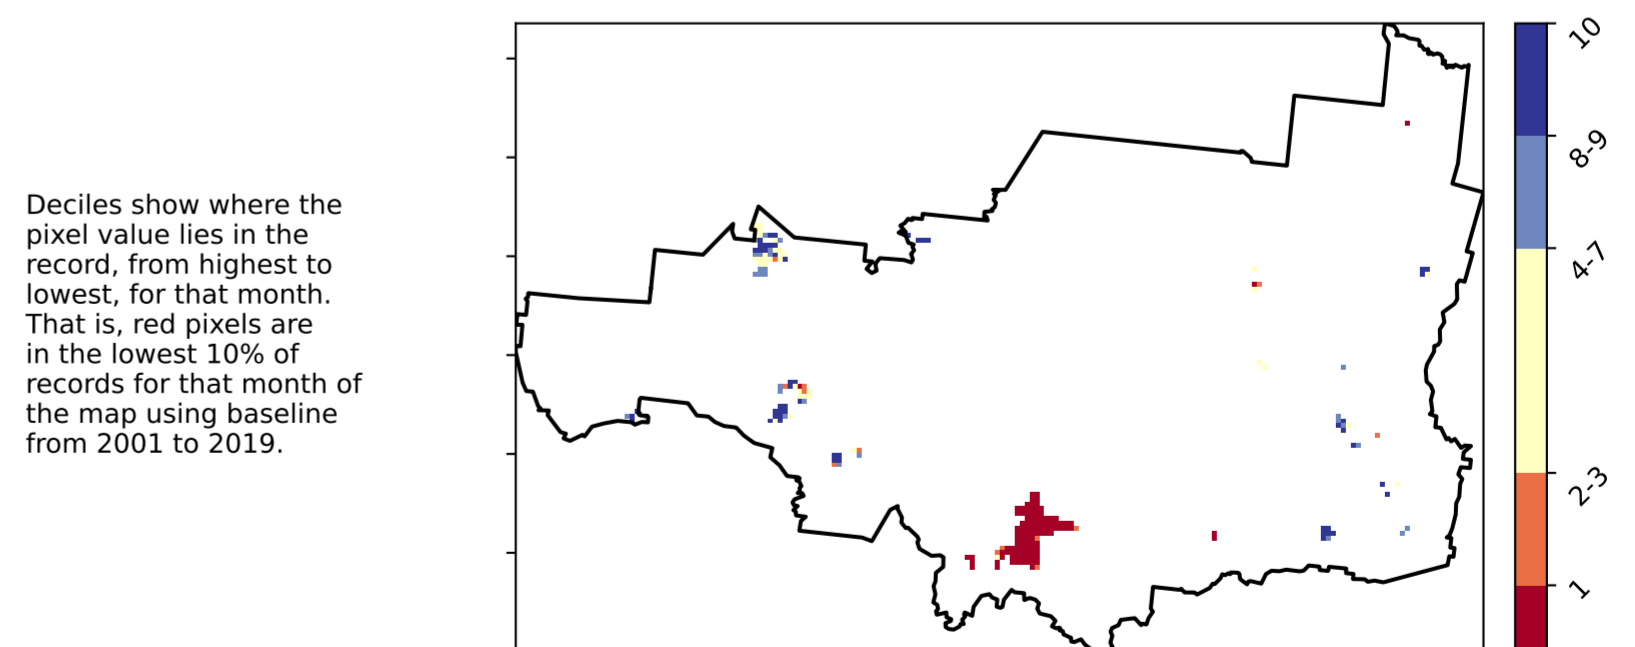 Deciles show where the
pixel value lies in the
record, from highest to
lowest, for that month.
That is, red pixels are
in the lowest 10% of
records for that month of
the map using baseline
from 2001 to 2019.
10
8-9
4-7
2-3
1